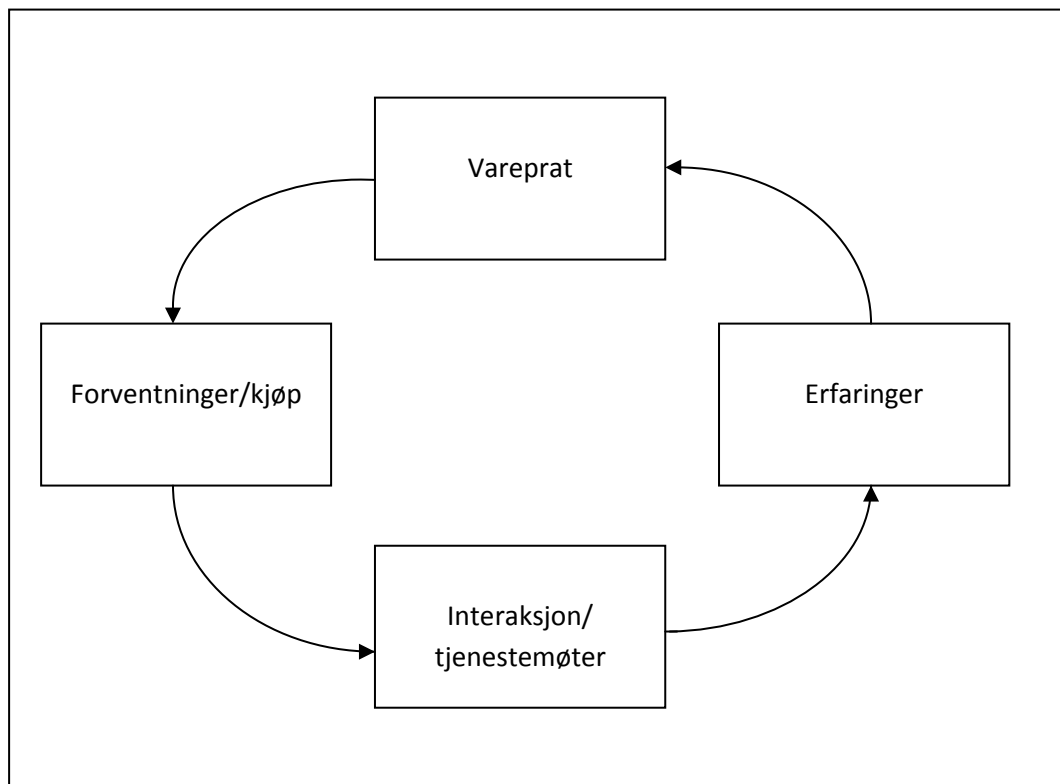 Vareprat
Forventninger/kjøp
Erfaringer
Interaksjon/
tjenestemøter